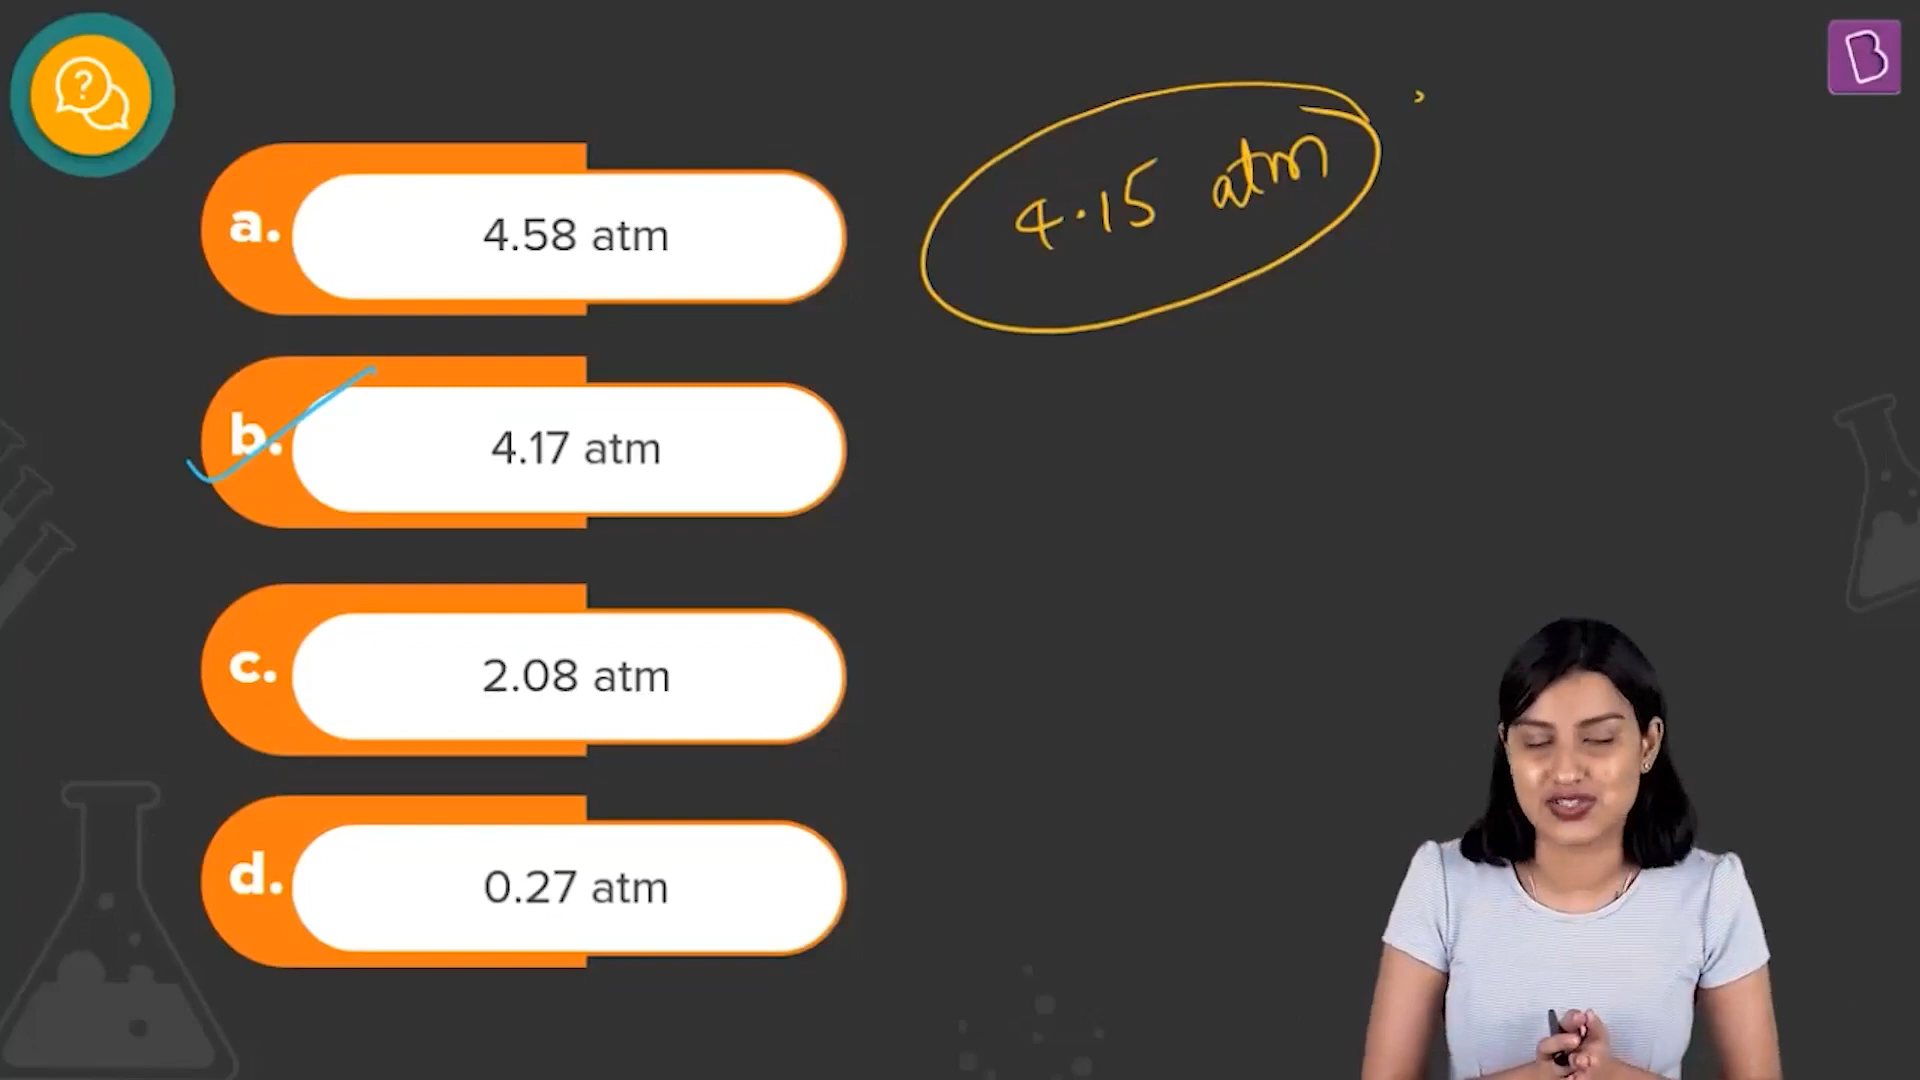 ?
B
4.15 atm
a. 4.58 atm
b. 4.17 atm
c. 2.08 atm
d. 0.27 atm